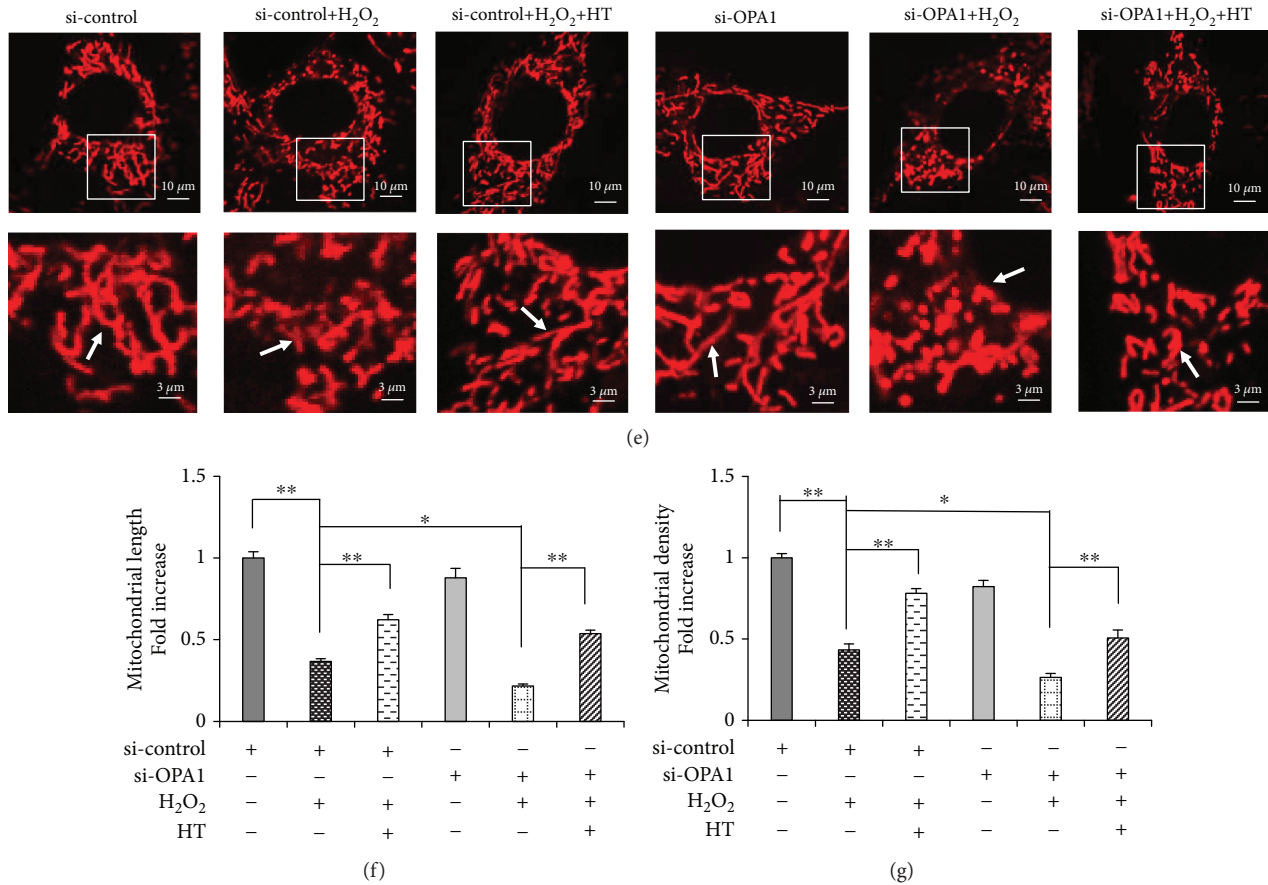 si-control si-control+H₂O₂ si-control+H₂O₂+HT si-OPA1 si-OPA1+H₂O₂ si-OPA1+H₂O₂+HT
10 μm 10 μm 10 μm 10 μm 10 μm 10 μm
3 μm 3 μm 3 μm 3 μm 3 μm 3 μm
(e)
Mitochondrial length
Fold increase
1.5
1
0.5
0
** * ** **
si-control + + + − − −
si-OPA1 − − − + + +
H₂O₂ − + + − + +
HT − − + − − +
(f)
Mitochondrial density
Fold increase
1.5
1
0.5
0
** * ** **
si-control + + + − − −
si-OPA1 − − − + + +
H₂O₂ − + + − + +
HT − − + − − +
(g)